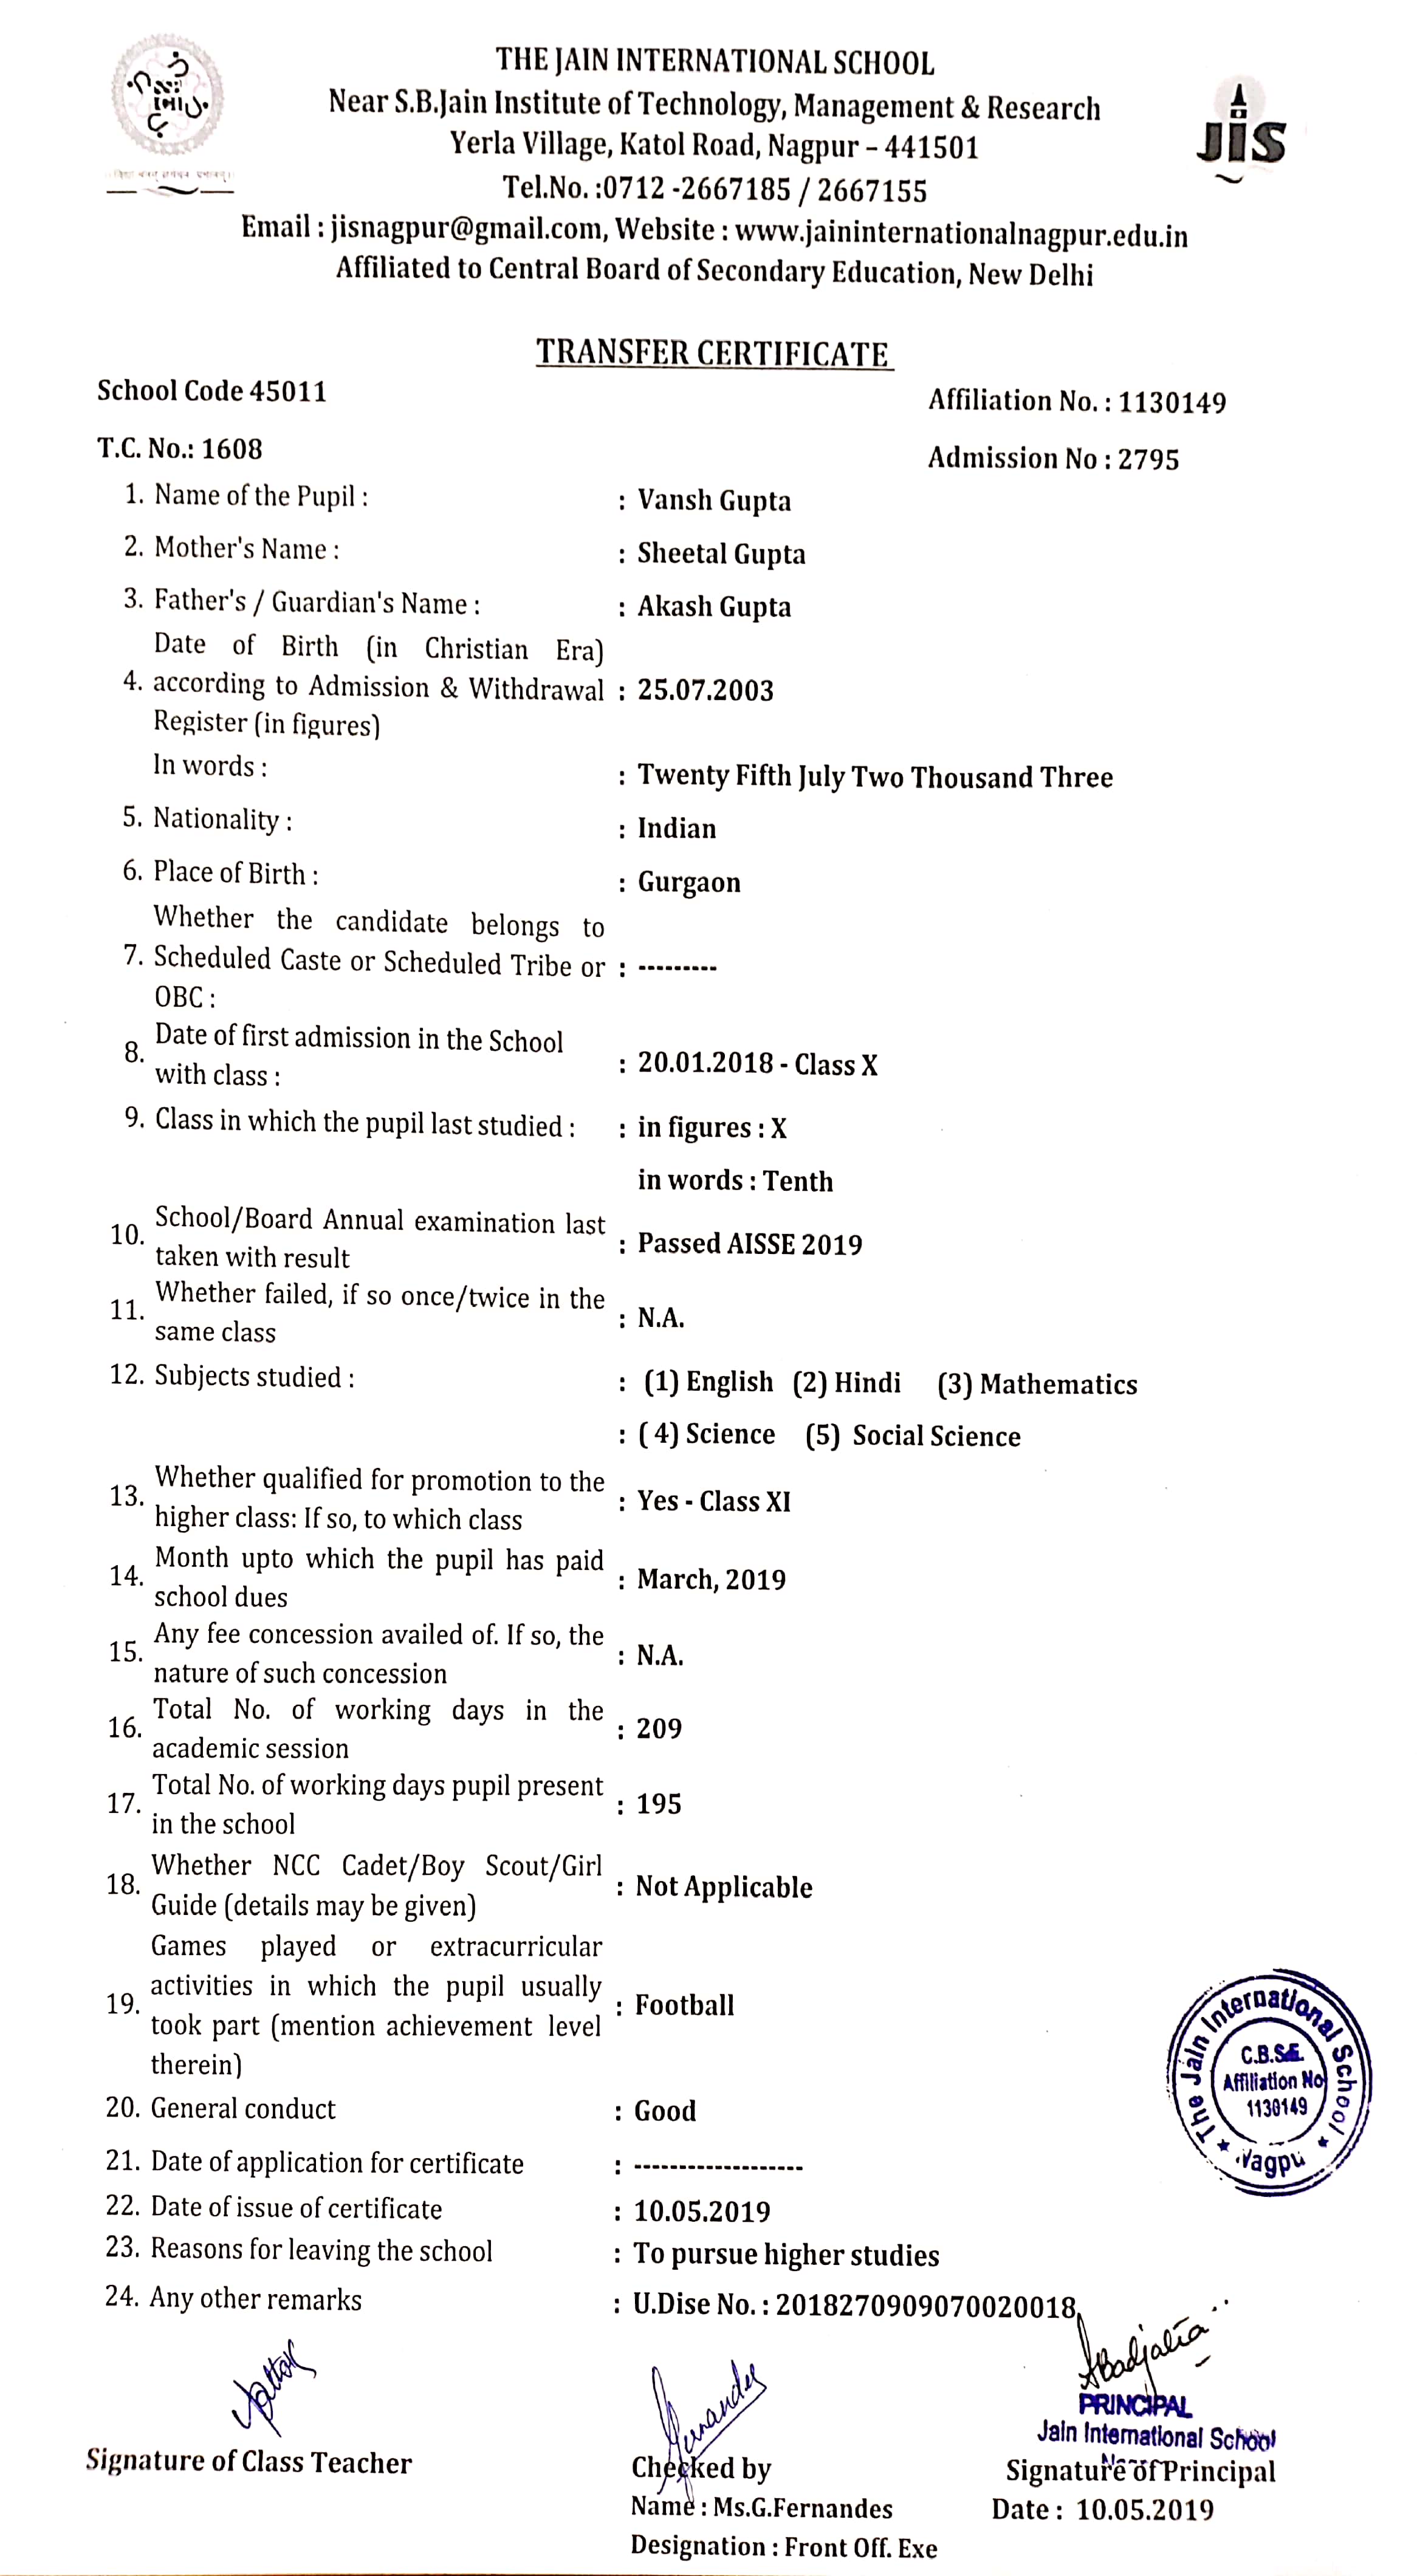 THE JAIN INTERNATIONAL SCHOOL
Near S.B.Jain Institute of Technology, Management & Research
Yerla Village, Katol Road, Nagpur – 441501
Tel.No. :0712 -2667185 / 2667155
Email : jisnagpur@gmail.com, Website : www.jaininternationalnagpur.edu.in
Affiliated to Central Board of Secondary Education, New Delhi
JIS
TRANSFER CERTIFICATE
School Code 45011
Affiliation No. : 1130149
T.C. No.: 1608
Admission No : 2795
1. Name of the Pupil : : Vansh Gupta
2. Mother's Name : : Sheetal Gupta
3. Father's / Guardian's Name : : Akash Gupta
Date of Birth (in Christian Era)
4. according to Admission & Withdrawal : 25.07.2003
Register (in figures)
In words : : Twenty Fifth July Two Thousand Three
5. Nationality : : Indian
6. Place of Birth : : Gurgaon
Whether the candidate belongs to
7. Scheduled Caste or Scheduled Tribe or : ---------
OBC :
8. Date of first admission in the School
with class : : 20.01.2018 - Class X
9. Class in which the pupil last studied : : in figures : X
in words : Tenth
10. School/Board Annual examination last
taken with result : Passed AISSE 2019
11. Whether failed, if so once/twice in the
same class : N.A.
12. Subjects studied : : (1) English (2) Hindi (3) Mathematics
: ( 4) Science (5) Social Science
13. Whether qualified for promotion to the
higher class: If so, to which class : Yes - Class XI
14. Month upto which the pupil has paid
school dues : March, 2019
15. Any fee concession availed of. If so, the
nature of such concession : N.A.
16. Total No. of working days in the
academic session : 209
17. Total No. of working days pupil present
in the school : 195
18. Whether NCC Cadet/Boy Scout/Girl
Guide (details may be given) : Not Applicable
Games played or extracurricular
19. activities in which the pupil usually : Football
took part (mention achievement level
therein)
The Jain International School
C.B.S.E.
Affiliation No
1130149
20. General conduct : Good
21. Date of application for certificate : -------------------
22. Date of issue of certificate : 10.05.2019
23. Reasons for leaving the school : To pursue higher studies
24. Any other remarks : U.Dise No. : 2018270909070020018
PRINCIPAL
Jain International School
Signature of Class Teacher
Checked by
Signature of Principal
Name : Ms.G.Fernandes
Date : 10.05.2019
Designation : Front Off. Exe